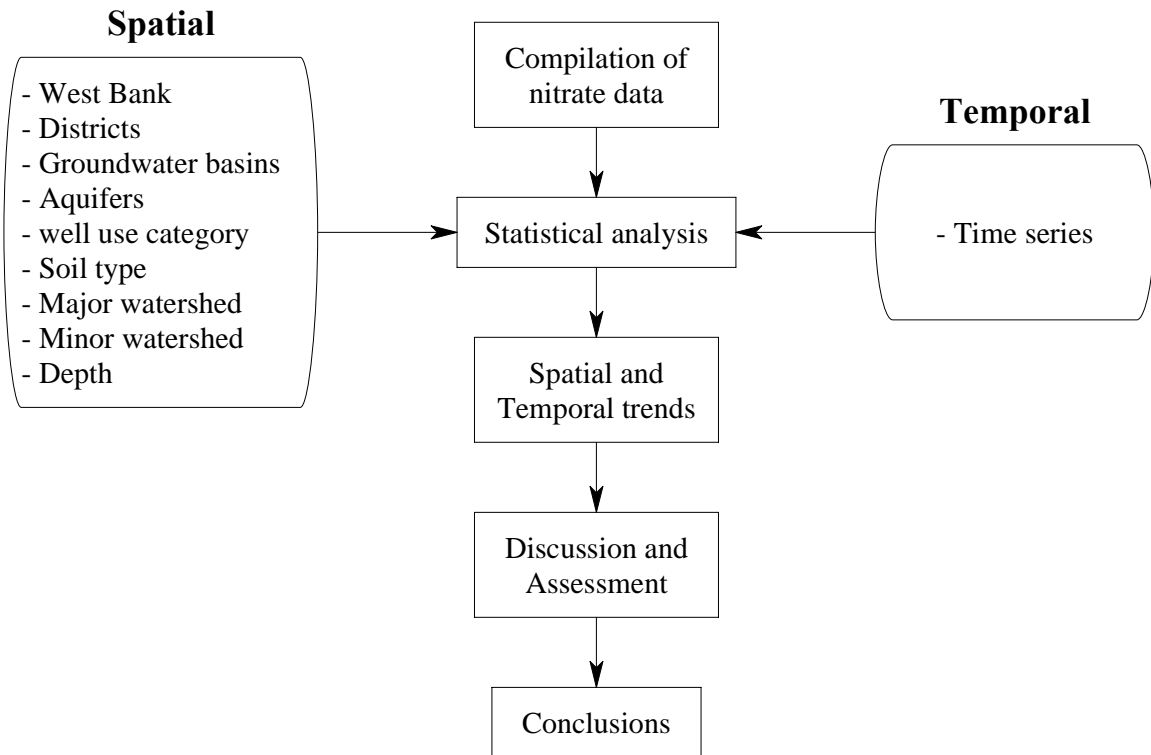 Spatial
- West Bank
- Districts
- Groundwater basins
- Aquifers
- well use category
- Soil type
- Major watershed
- Minor watershed
- Depth
Compilation of
nitrate data
Temporal
- Time series
Statistical analysis
Spatial and
Temporal trends
Discussion and
Assessment
Conclusions